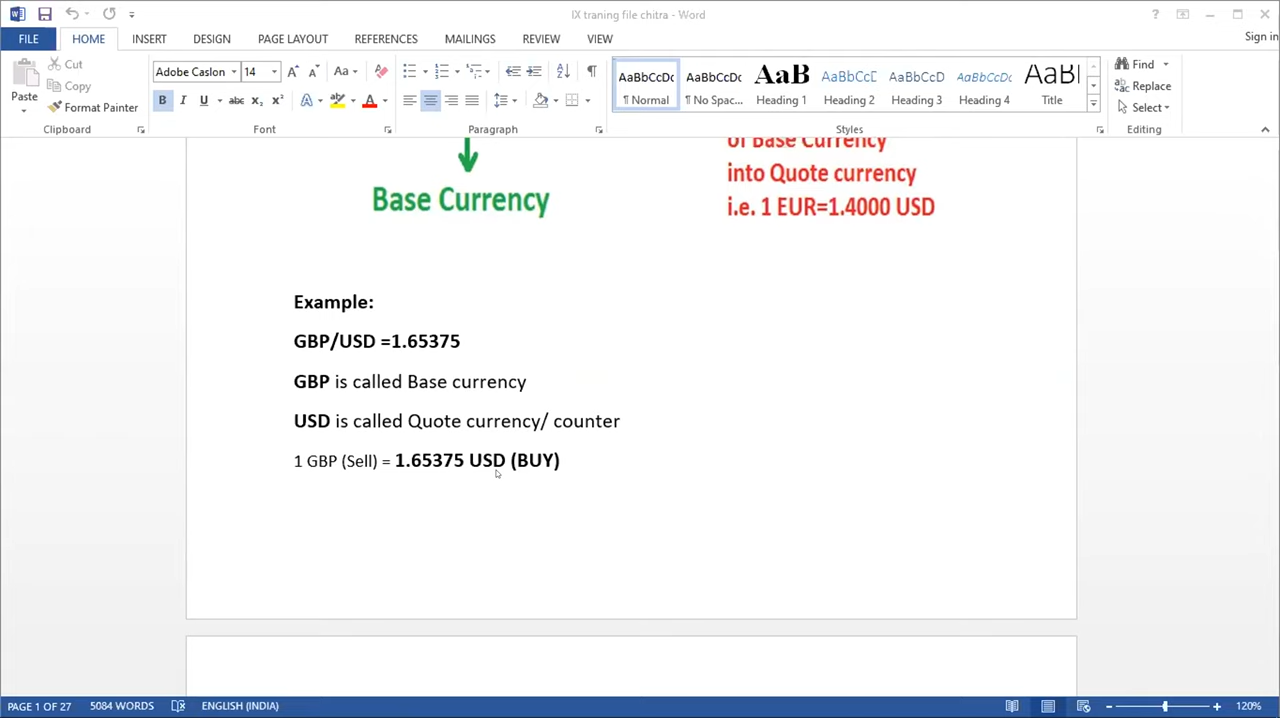 IX traning file chitra - Word
FILE HOME INSERT DESIGN PAGE LAYOUT REFERENCES MAILINGS REVIEW VIEW Sign in
Paste
Cut
Copy
Format Painter
Clipboard
Adobe Caslon 14
Font
Paragraph
AaBbCcDc AaBbCcDc AaB AaBbCcD AaBbCcD AaBbCcD AaBI
¶ Normal ¶ No Spac... Heading 1 Heading 2 Heading 3 Heading 4 Title
Styles
Find
Replace
Select
Editing
of Base Currency
into Quote currency
i.e. 1 EUR=1.4000 USD
Base Currency
Example:
GBP/USD =1.65375
GBP is called Base currency
USD is called Quote currency/ counter
1 GBP (Sell) = 1.65375 USD (BUY)
PAGE 1 OF 27 5084 WORDS ENGLISH (INDIA) 120%